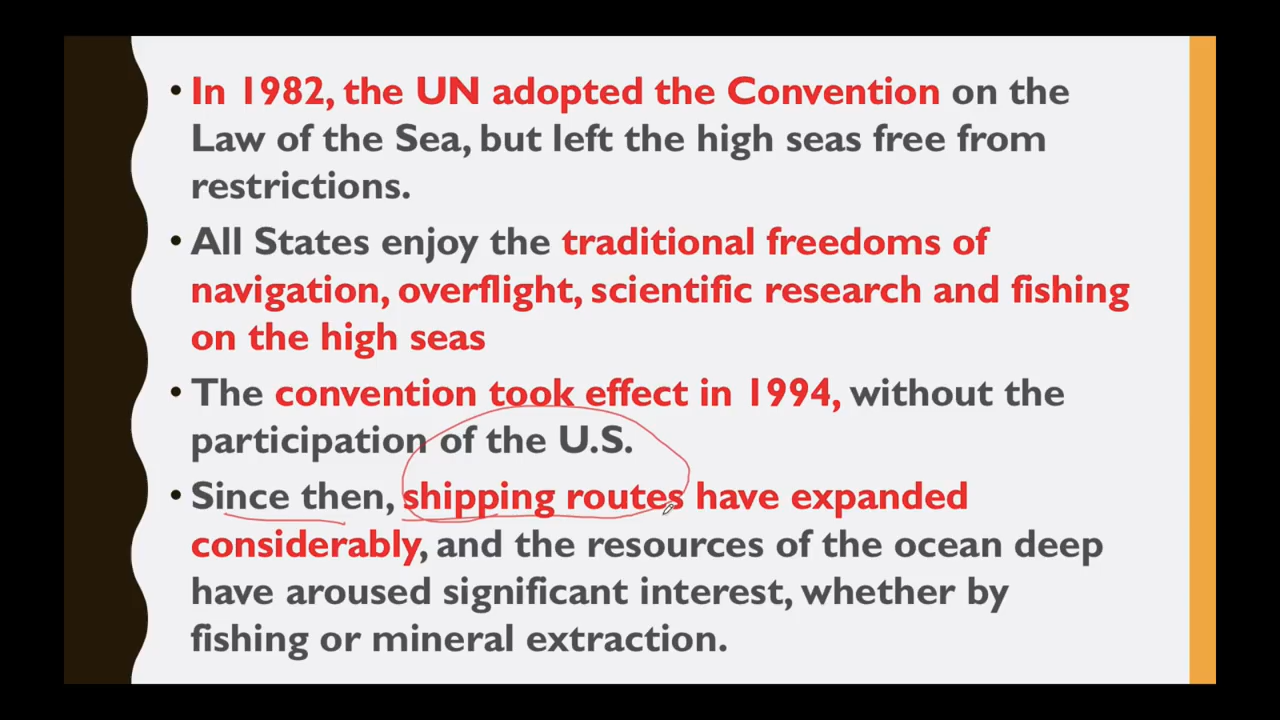 • In 1982, the UN adopted the Convention on the
Law of the Sea, but left the high seas free from
restrictions.
• All States enjoy the traditional freedoms of
navigation, overflight, scientific research and fishing
on the high seas
• The convention took effect in 1994, without the
participation of the U.S.
• Since then, shipping routes have expanded
considerably, and the resources of the ocean deep
have aroused significant interest, whether by
fishing or mineral extraction.